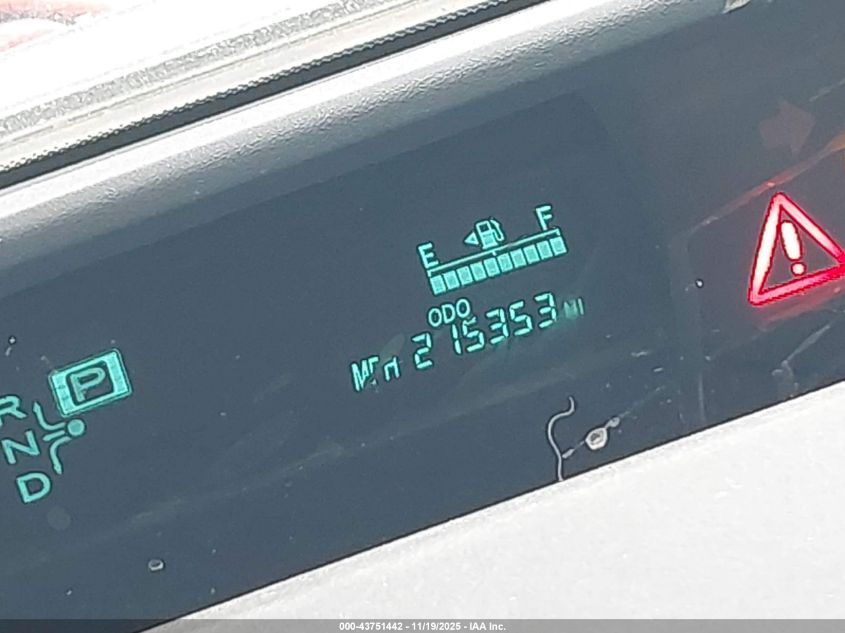 E F
ODO
215353 MI
P
R
N
D
000-43751442 - 11/19/2025 - IAA Inc.